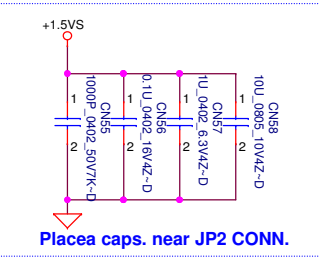 +1.5VS
1
1
1
1
CN55
1000P_0402_50V7K~D
CN56
0.1U_0402_16V4Z~D
CN57
1U_0402_6.3V4Z~D
CN58
10U_0805_10V4Z~D
2
2
2
2
Placea caps. near JP2 CONN.